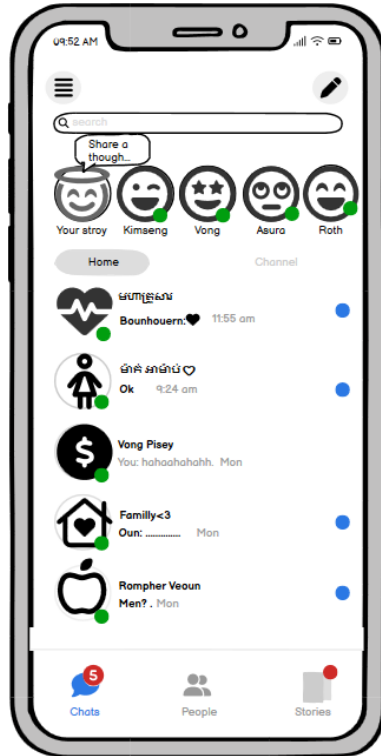 09:52 AM
search
Share a
though...
Your stroy Kimseng Vong Asura Roth
Home Channel
មហាគ្រួសារ
Bounhouern:🖤 11:55 am
ម៉ាក់ អាម៉ាប់♡
Ok 9:24 am
$
Vong Pisey
You: hahaahahahh. Mon
Familly<3
Oun: .............. Mon
Rompher Veoun
Men? . Mon
5
Chats People Stories